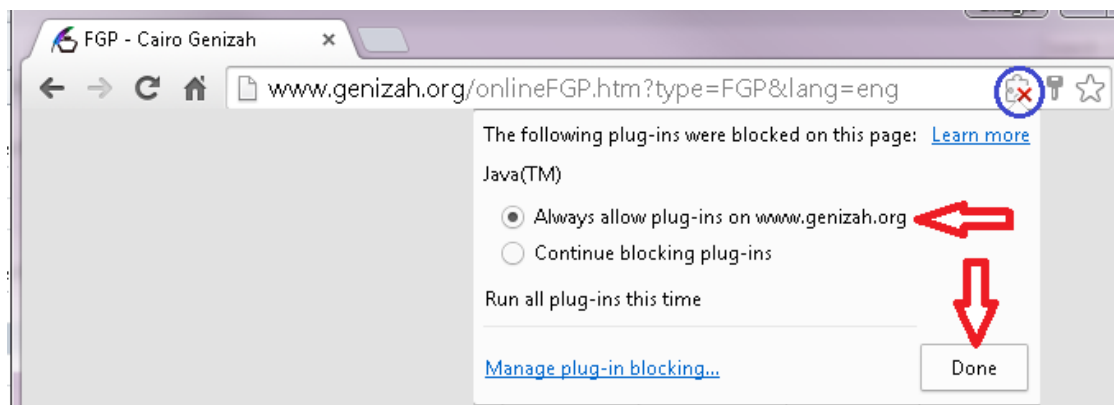 FGP - Cairo Genizah
www.genizah.org/onlineFGP.htm?type=FGP&lang=eng
The following plug-ins were blocked on this page: Learn more
Java(TM)
Always allow plug-ins on www.genizah.org
Continue blocking plug-ins
Run all plug-ins this time
Manage plug-in blocking...
Done